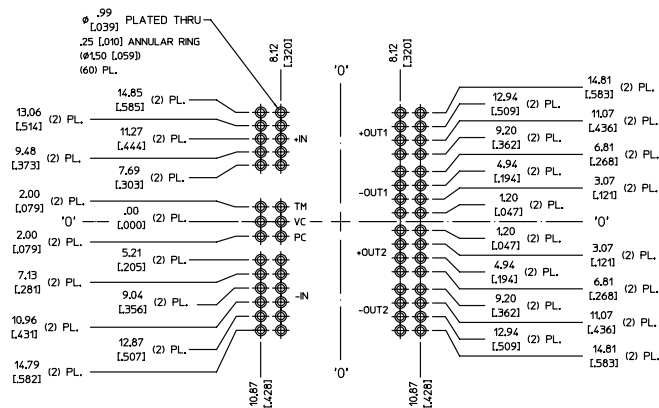 ø .99
[.039] PLATED THRU
.25 [.010] ANNULAR RING
(ø1.50 [.059])
(60) PL.
8.12
[.320]
'0'
8.12
[.320]
14.85
[.585] (2) PL.
13.06
[.514] (2) PL.
11.27
[.444] (2) PL.
+IN
9.48
[.373] (2) PL.
7.69
[.303] (2) PL.
2.00
[.079] (2) PL.
TM
'0'
.00
[.000] (2) PL.
VC
2.00
[.079] (2) PL.
PC
5.21
[.205] (2) PL.
7.13
[.281] (2) PL.
9.04
[.356] (2) PL.
-IN
10.96
[.431] (2) PL.
12.87
[.507] (2) PL.
14.79
[.582] (2) PL.
10.87
[.428]
'0'
10.87
[.428]
+OUT1
-OUT1
+OUT2
-OUT2
14.81
[.583] (2) PL.
12.94
[.509] (2) PL.
11.07
[.436] (2) PL.
9.20
[.362] (2) PL.
6.81
[.268] (2) PL.
4.94
[.194] (2) PL.
3.07
[.121] (2) PL.
1.20
[.047] (2) PL.
'0'
1.20
[.047] (2) PL.
3.07
[.121] (2) PL.
4.94
[.194] (2) PL.
6.81
[.268] (2) PL.
9.20
[.362] (2) PL.
11.07
[.436] (2) PL.
12.94
[.509] (2) PL.
14.81
[.583] (2) PL.